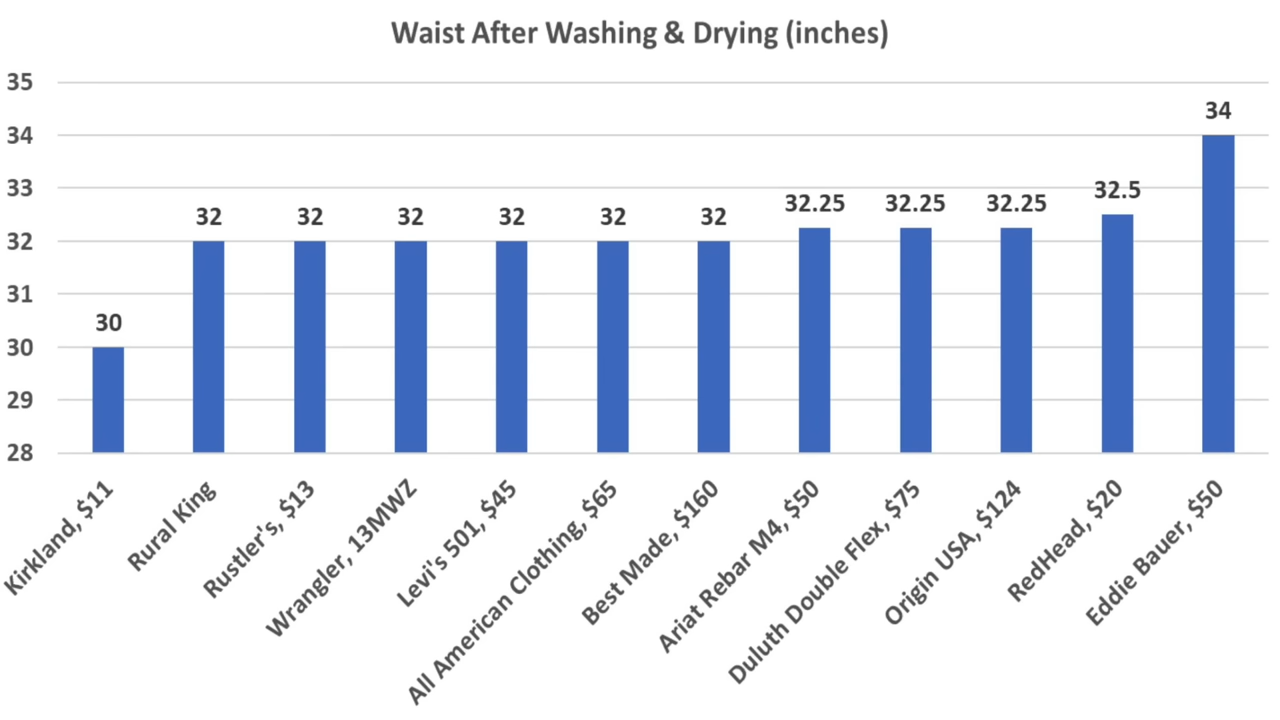 Waist After Washing & Drying (inches)
35
34
33
32
31
30
29
28
30
32
32
32
32
32
32
32.25
32.25
32.25
32.5
34
Kirkland, $11
Rural King
Rustler's, $13
Wrangler, 13MWZ
Levi's 501, $45
All American Clothing, $65
Best Made, $160
Ariat Rebar M4, $50
Duluth Double Flex, $75
Origin USA, $124
RedHead, $20
Eddie Bauer, $50